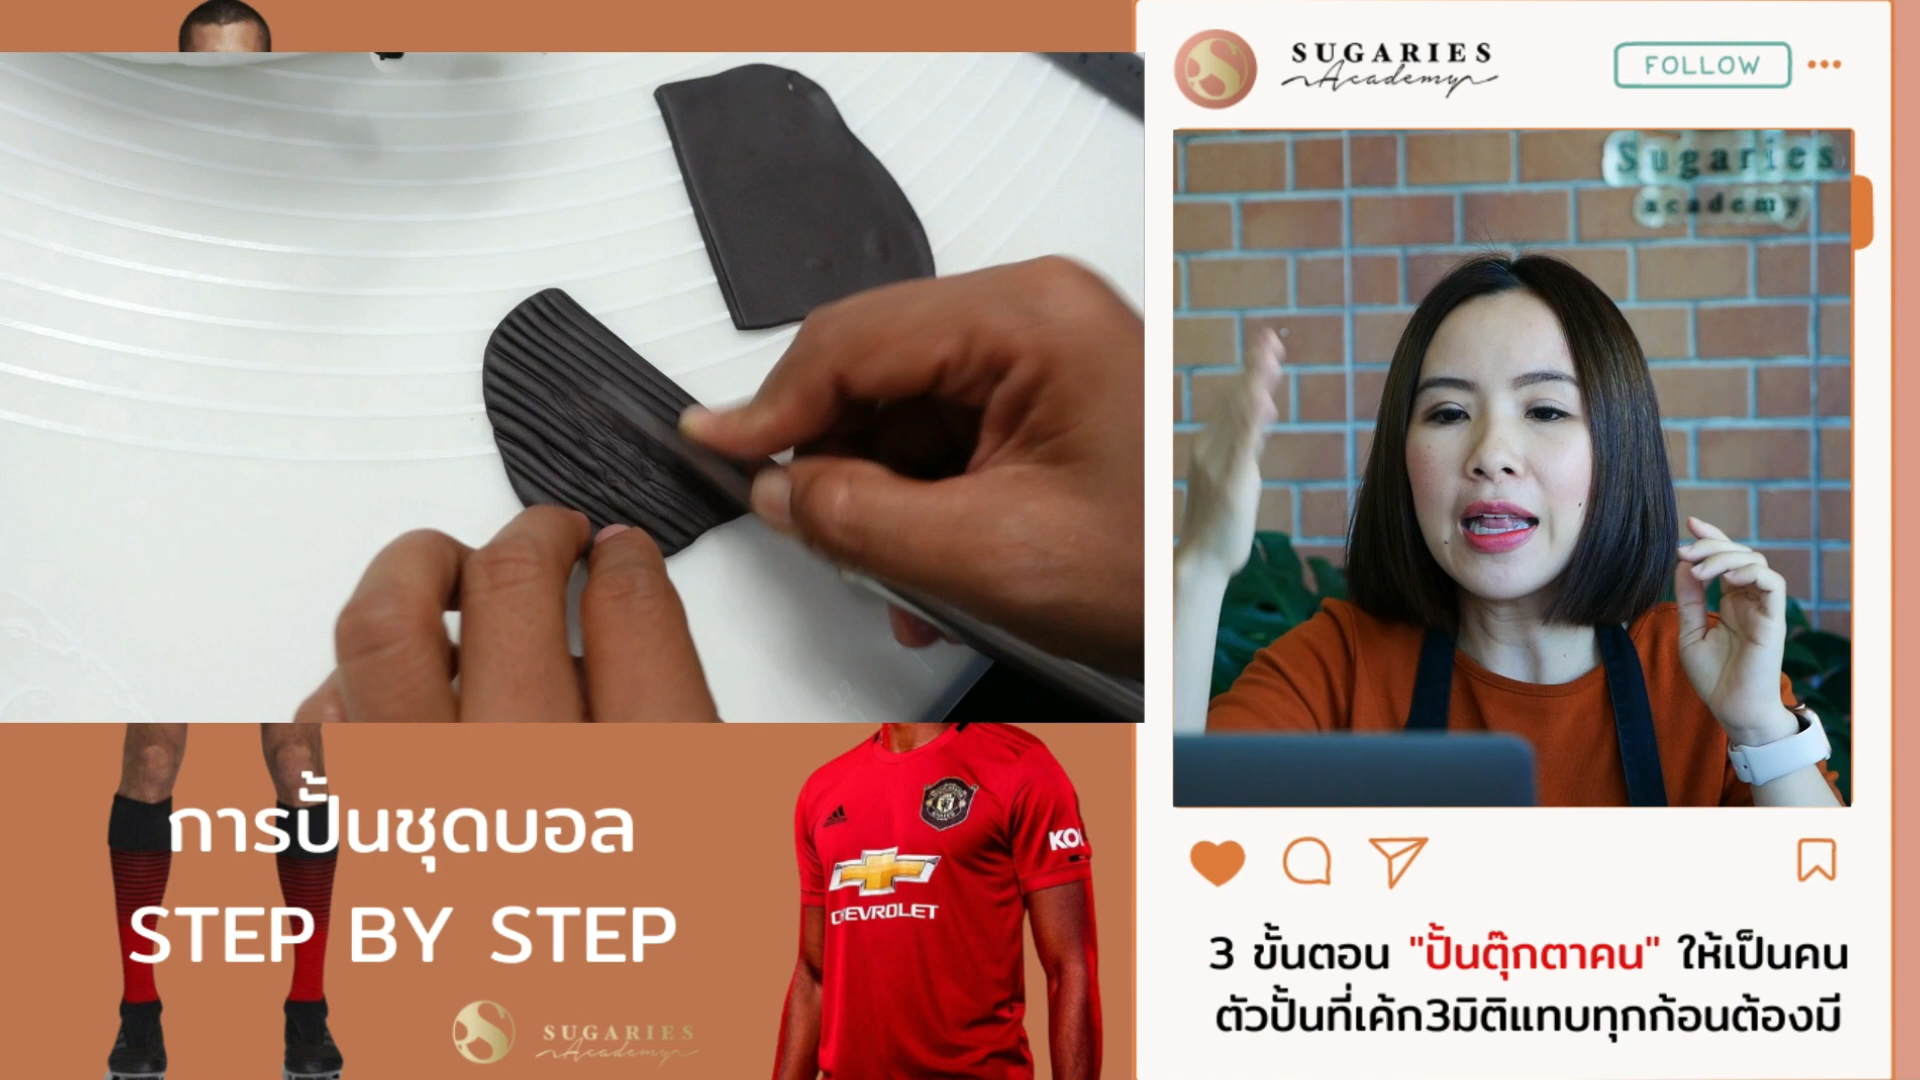 การปั้นชุดบอล
STEP BY STEP
SUGARIES
Academy
CHEVROLET
SUGARIES
Academy
FOLLOW
Sugaries
academy
3 ขั้นตอน "ปั้นตุ๊กตาคน" ให้เป็นคน
ตัวปั้นที่เค้ก3มิติแทบทุกก้อนต้องมี